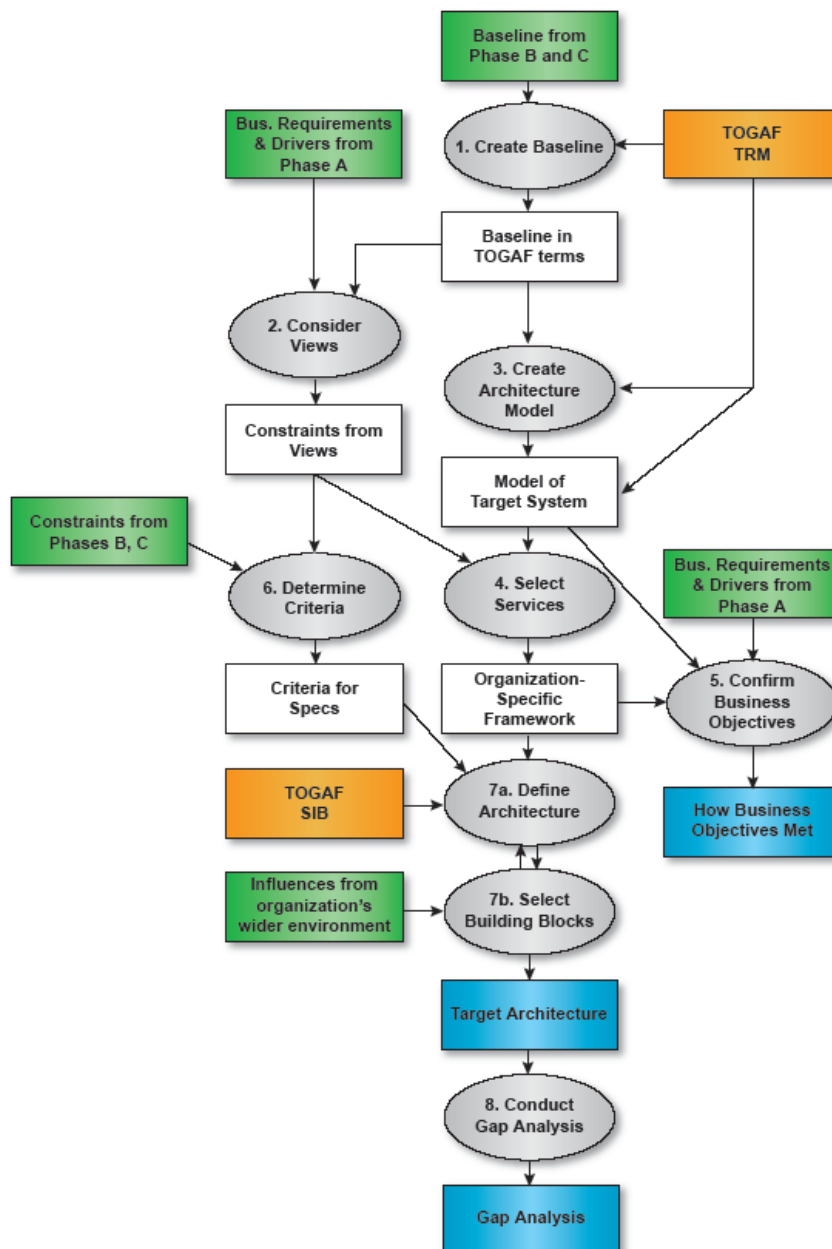 Baseline from
Phase B and C
Bus. Requirements
& Drivers from
Phase A
1. Create Baseline
TOGAF
TRM
Baseline in
TOGAF terms
2. Consider
Views
3. Create
Architecture
Model
Constraints from
Views
Model of
Target System
Constraints from
Phases B, C
6. Determine
Criteria
4. Select
Services
Bus. Requirements
& Drivers from
Phase A
Criteria for
Specs
Organization-
Specific
Framework
5. Confirm
Business
Objectives
TOGAF
SIB
7a. Define
Architecture
How Business
Objectives Met
Influences from
organization's
wider environment
7b. Select
Building Blocks
Target Architecture
8. Conduct
Gap Analysis
Gap Analysis